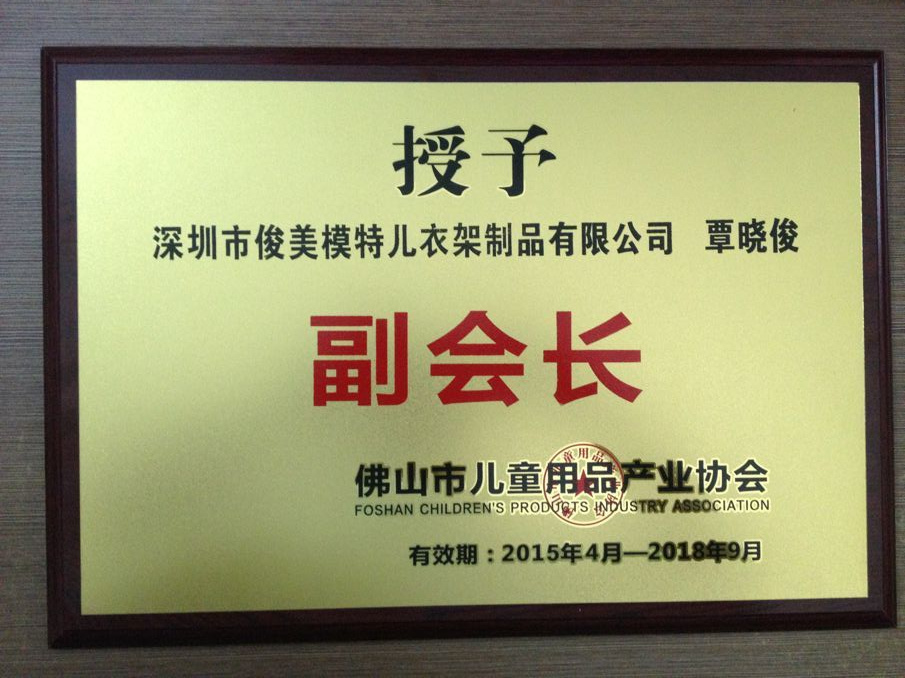 授予
深圳市俊美模特儿衣架制品有限公司 覃晓俊
副会长
佛山市儿童用品产业协会
FOSHAN CHILDREN'S PRODUCTS INDUSTRY ASSOCIATION
有效期：2015年4月—2018年9月